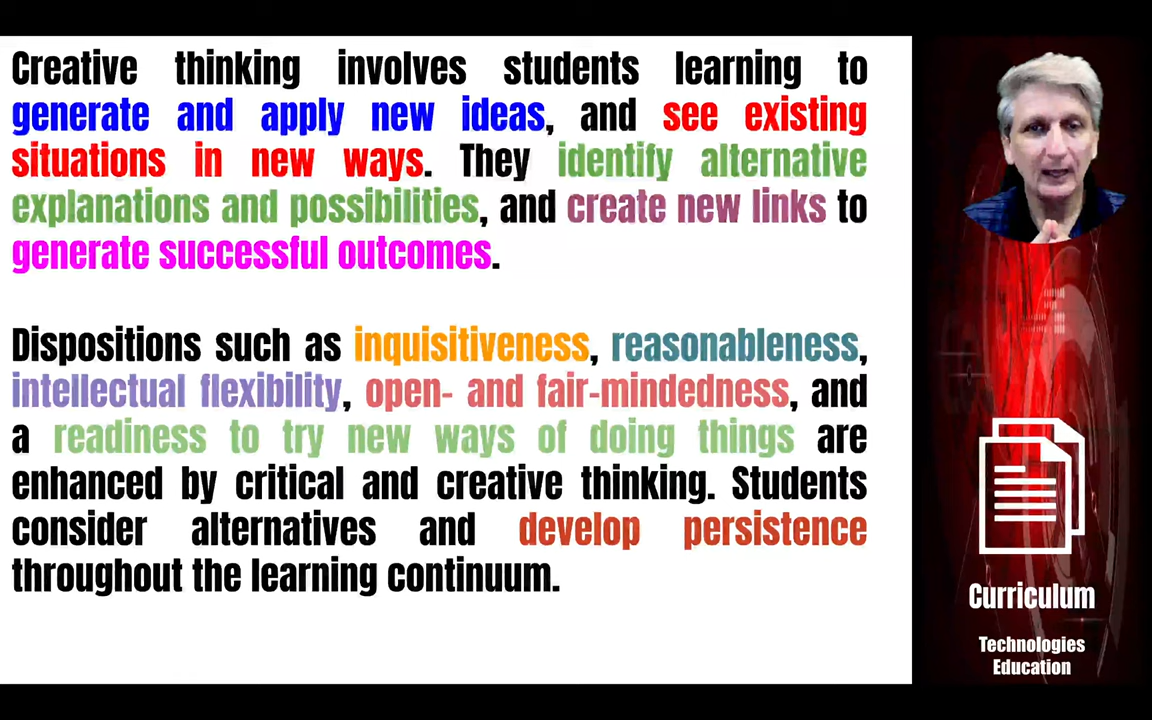 Creative thinking involves students learning to
generate and apply new ideas, and see existing
situations in new ways. They identify alternative
explanations and possibilities, and create new links to
generate successful outcomes.
Dispositions such as inquisitiveness, reasonableness,
intellectual flexibility, open- and fair-mindedness, and
a readiness to try new ways of doing things are
enhanced by critical and creative thinking. Students
consider alternatives and develop persistence
throughout the learning continuum.
Curriculum
Technologies
Education